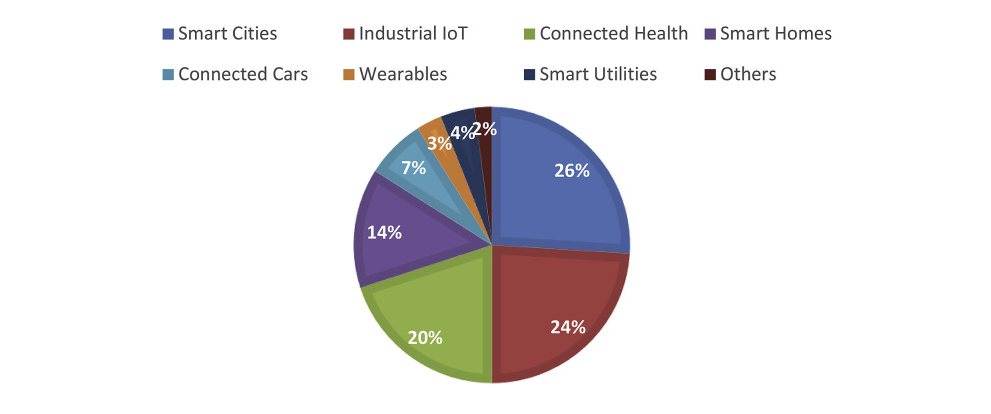 Smart Cities Industrial IoT Connected Health Smart Homes
Connected Cars Wearables Smart Utilities Others
3% 4% 2%
7% 26%
14%
20% 24%